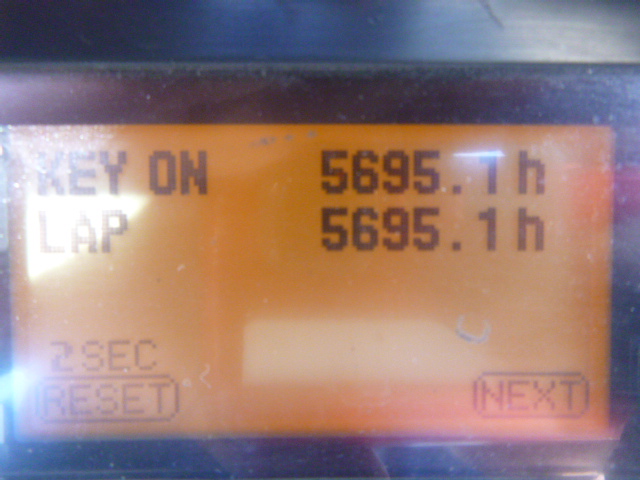 KEY ON 5695.1h
LAP 5695.1h
2SEC
RESET NEXT